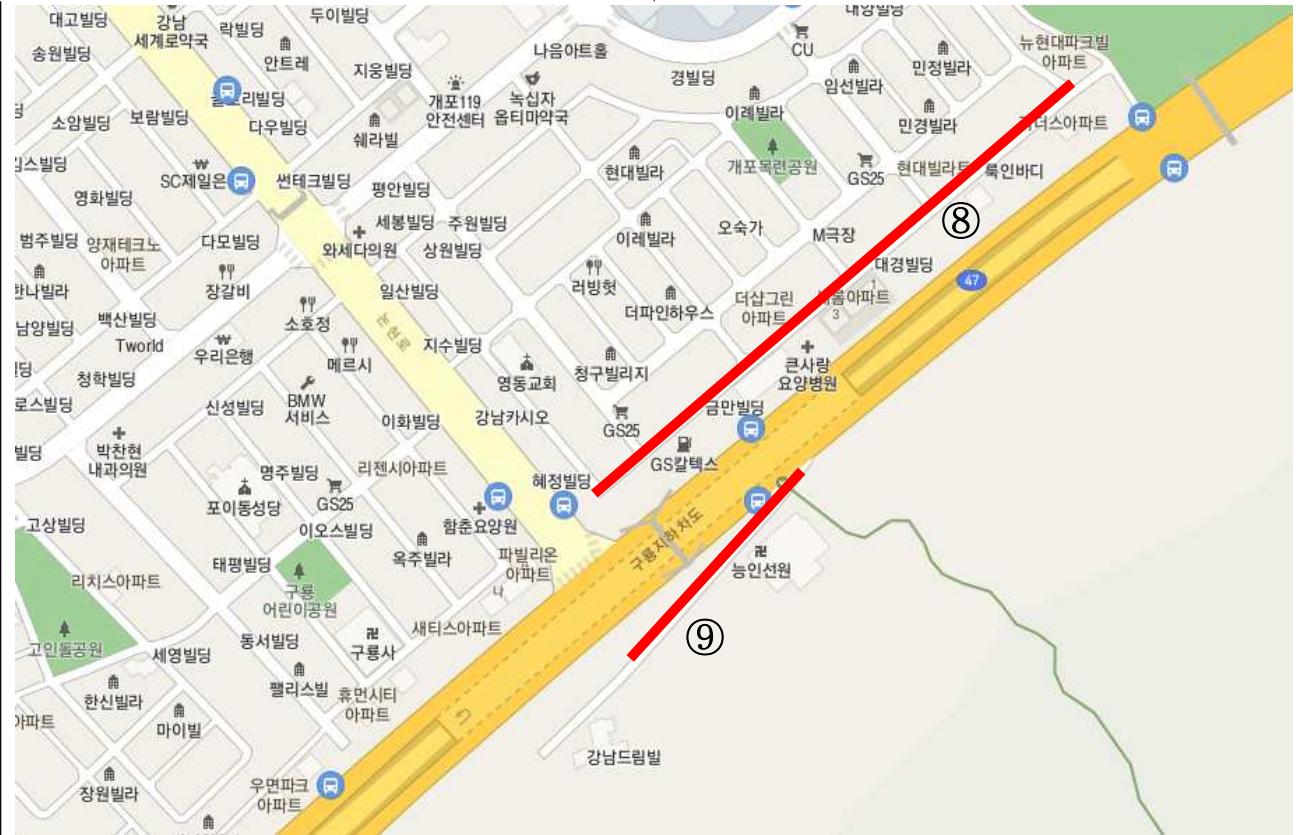 대고빌딩
강남
세계로약국
락빌딩
두이빌딩
송원빌딩
안트레
지웅빌딩
나음아트홀
경빌딩
CU
대양빌딩
민정빌라
뉴현대파크빌
아파트
임선빌라
소암빌딩
보람빌딩
다우빌딩
쉐라빌
개포119
안전센터
녹십자
옵티마약국
이레빌라
민경빌라
SC제일은
썬테크빌딩
평안빌딩
현대빌라
개포목련공원
GS25
현대빌라트
룩인바디
영화빌딩
세봉빌딩
주원빌딩
⑧
범주빌딩
양재테크노
아파트
다모빌딩
와세다의원
상원빌딩
이레빌라
오숙가
M극장
한나빌라
장갈비
일산빌딩
러빙헛
더파인하우스
더샵그린
아파트
대경빌딩
47
1
3
남양빌딩
백산빌딩
Tworld
우리은행
소호정
메르시
논현로
지수빌딩
영동교회
청구빌리지
큰사랑
요양병원
청학빌딩
로스빌딩
신성빌딩
BMW
서비스
이화빌딩
강남카시오
GS25
금만빌딩
박찬현
내과의원
명주빌딩
리젠시아파트
혜정빌딩
GS칼텍스
포이동성당
GS25
고상빌딩
이오스빌딩
함춘요양원
구룡지하차도
태평빌딩
옥주빌라
파빌리온
아파트
나
능인선원
리치스아파트
구룡
어린이공원
새티스아파트
⑨
고인돌공원
세영빌딩
동서빌딩
구룡사
한신빌라
팰리스빌
휴먼시티
아파트
아파트
마이빌
강남드림빌
장원빌라
우면파크
아파트